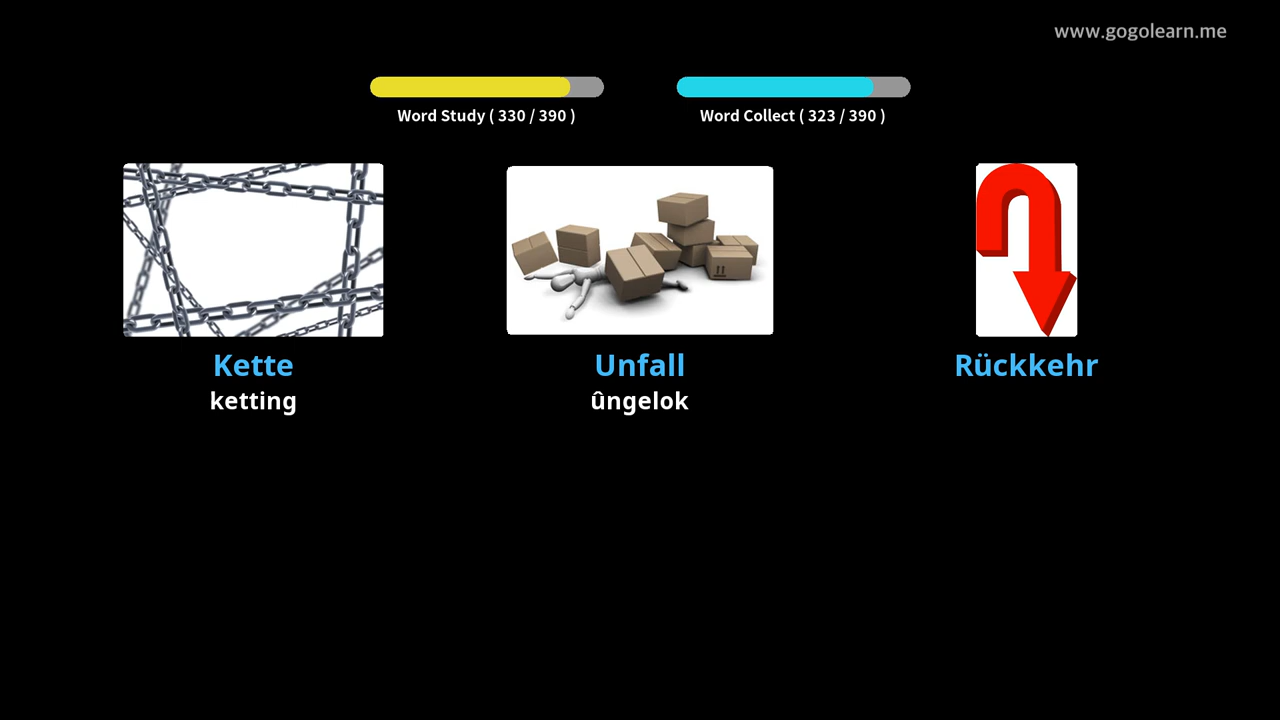 www.gogolearn.me
Word Study ( 330 / 390 )
Word Collect ( 323 / 390 )
Kette
ketting
Unfall
ûngelok
Rückkehr